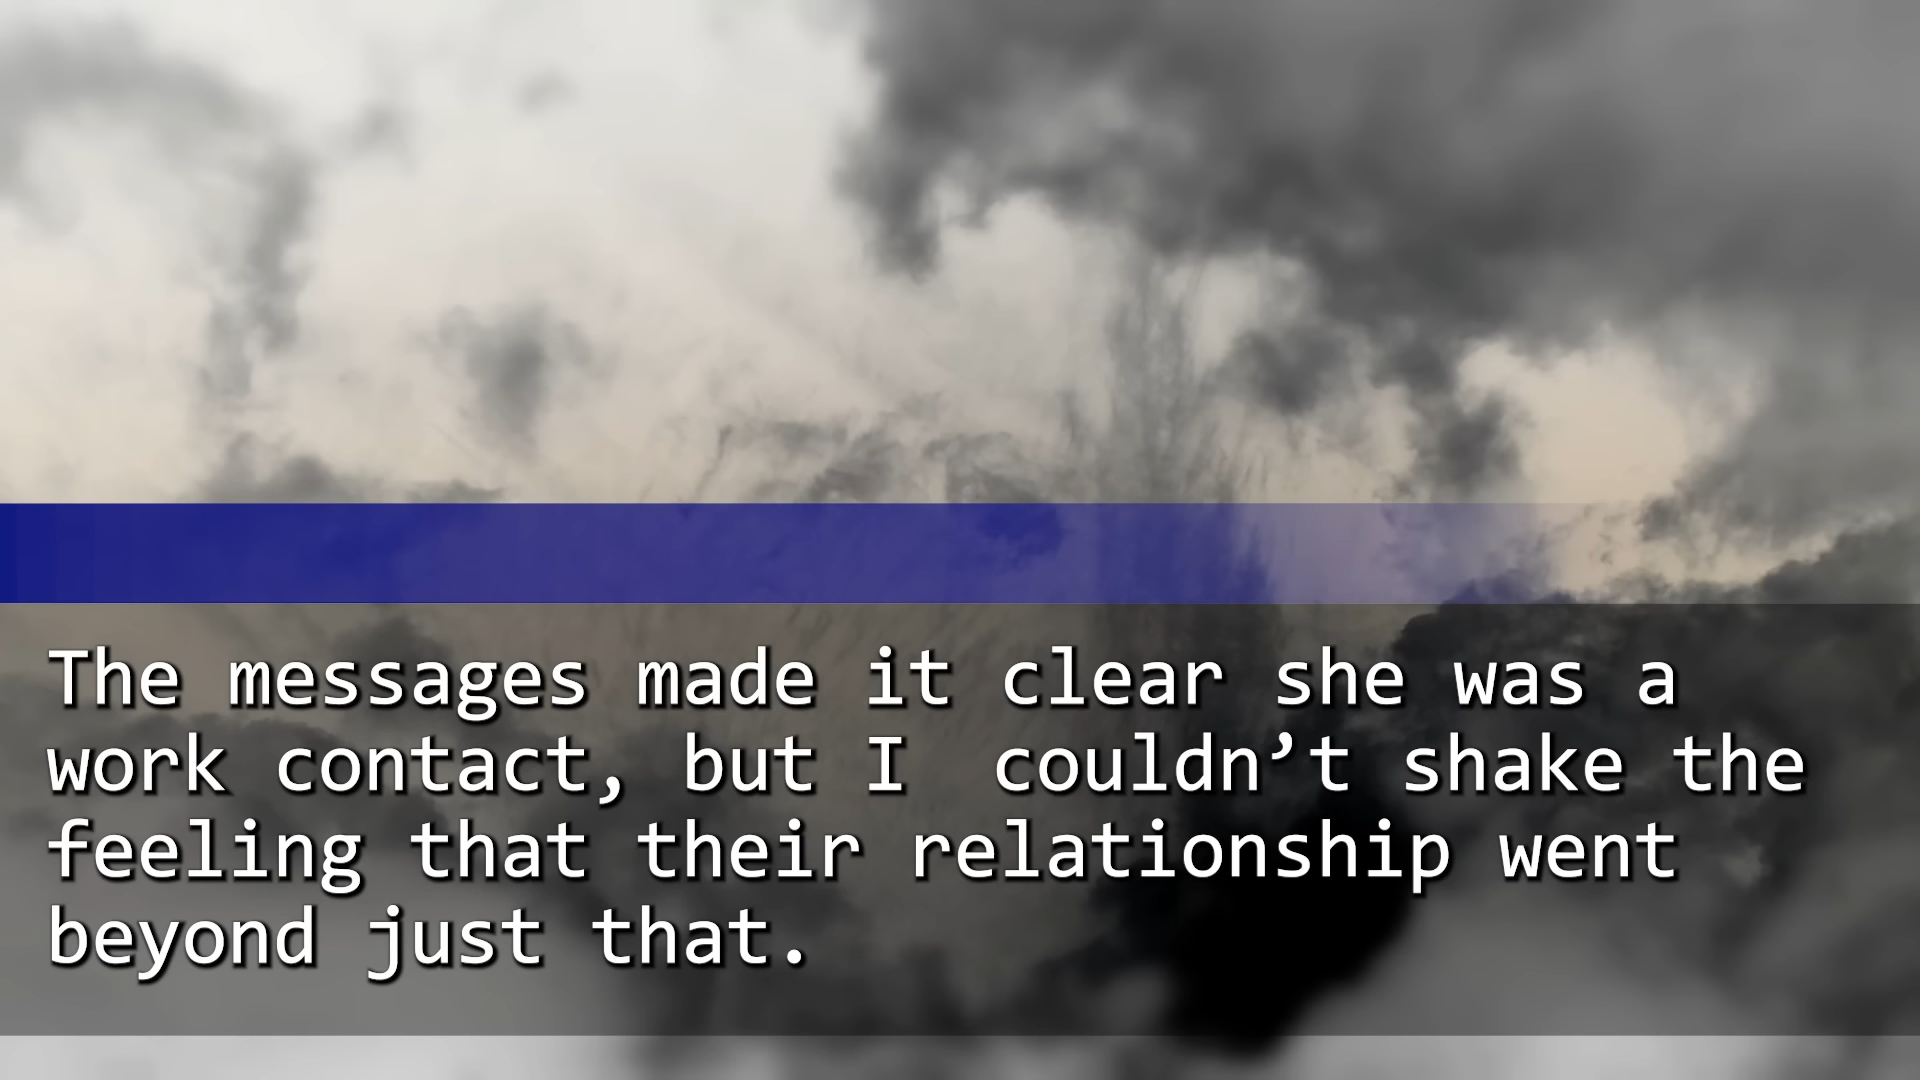 The messages made it clear she was a
work contact, but I  couldn’t shake the
feeling that their relationship went
beyond just that.